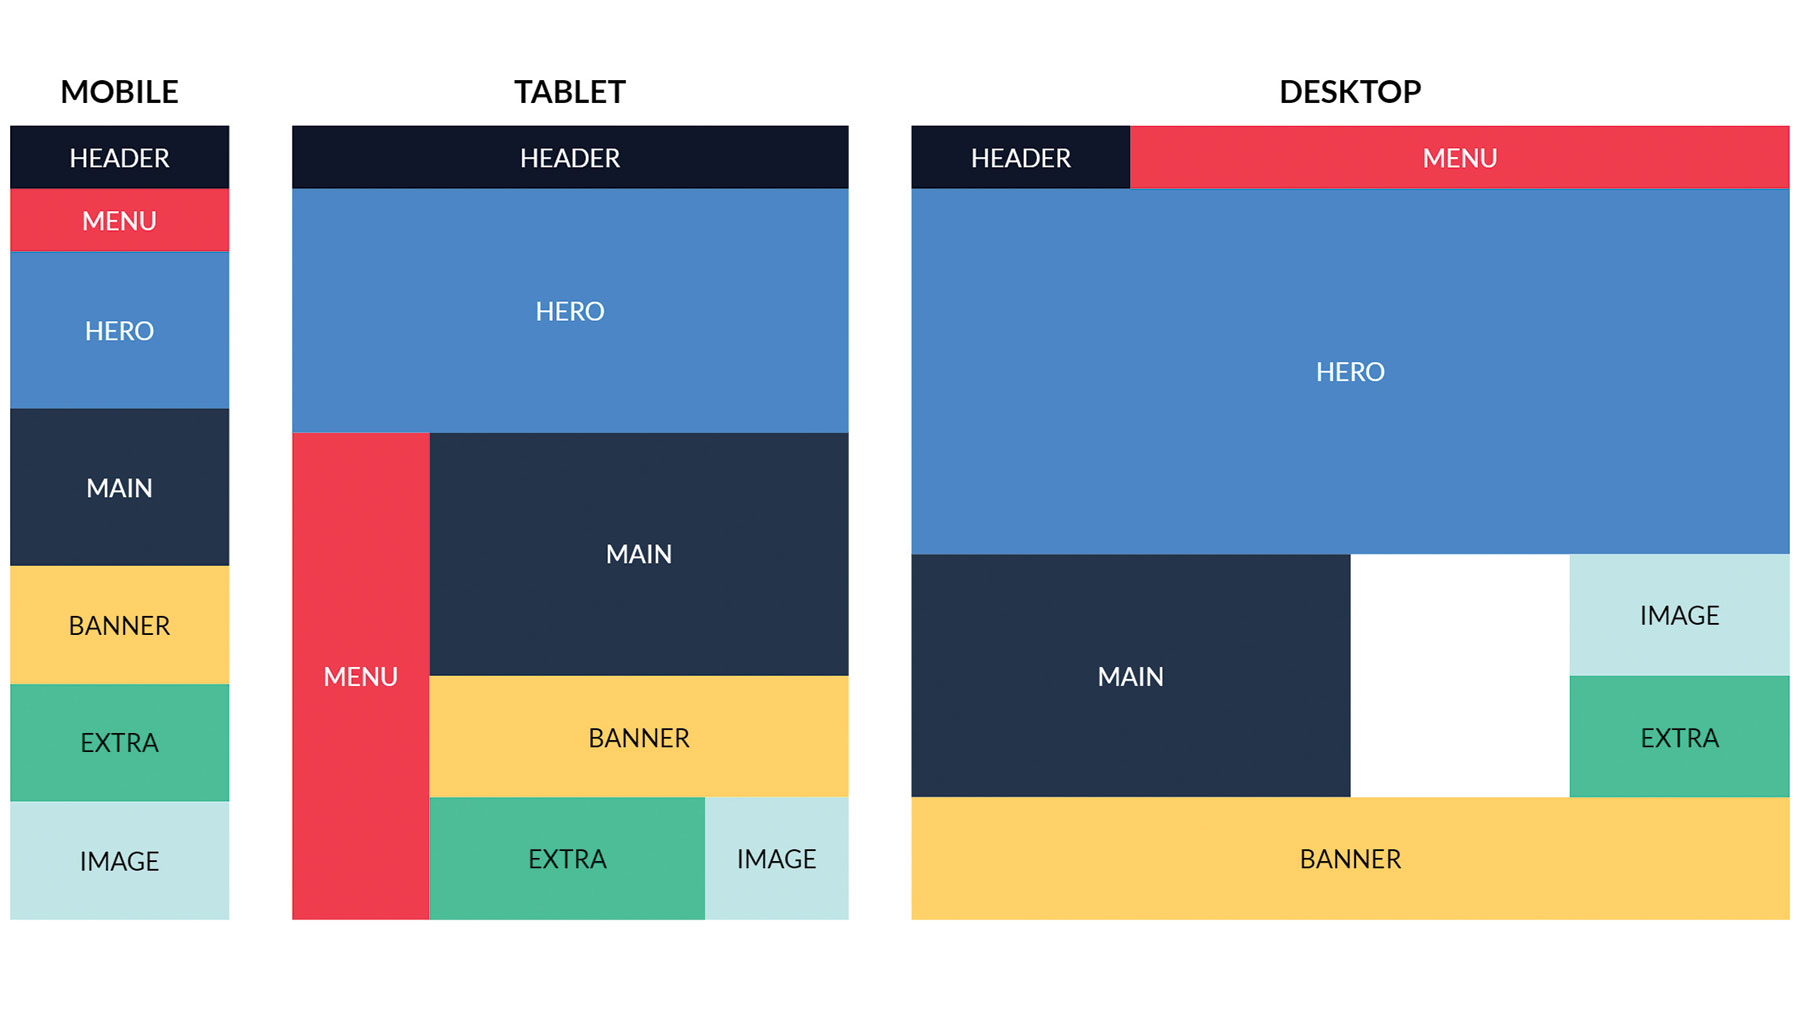 MOBILE
HEADER
MENU
HERO
MAIN
BANNER
EXTRA
IMAGE
TABLET
HEADER
HERO
MENU
MAIN
BANNER
EXTRA
IMAGE
DESKTOP
HEADER
MENU
HERO
MAIN
IMAGE
EXTRA
BANNER